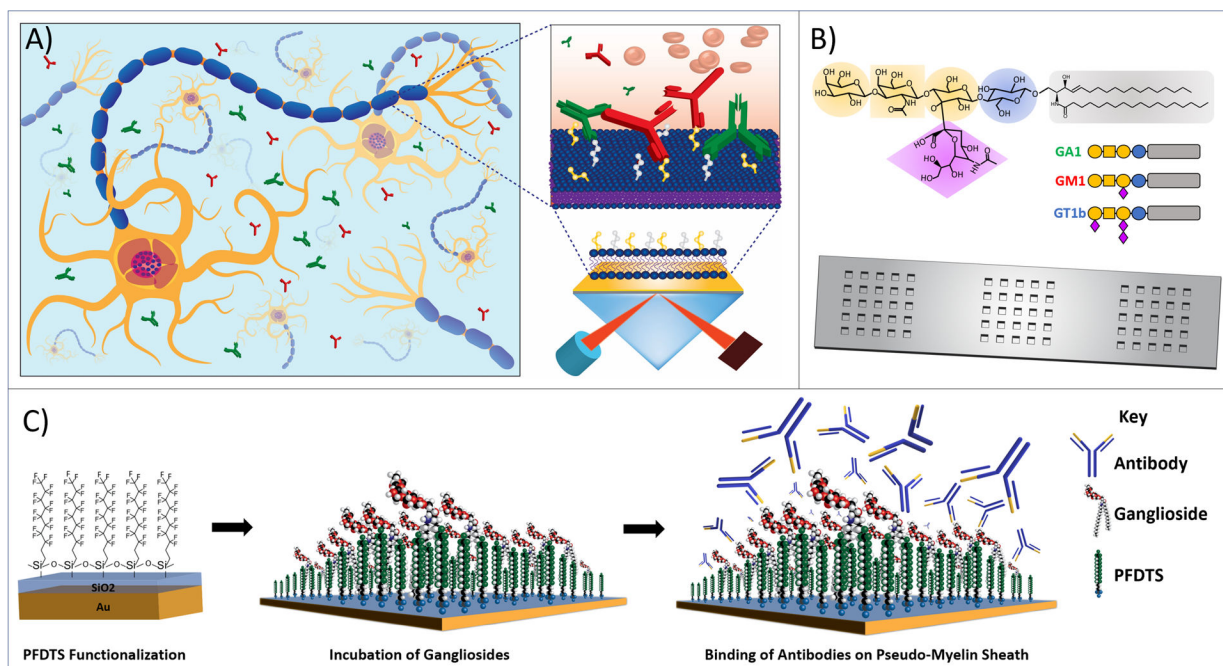 A)
B)
GA1
GM1
GT1b
C)
Key
Antibody
Ganglioside
PFDTS
SiO2
Au
PFDTS Functionalization
Incubation of Gangliosides
Binding of Antibodies on Pseudo-Myelin Sheath